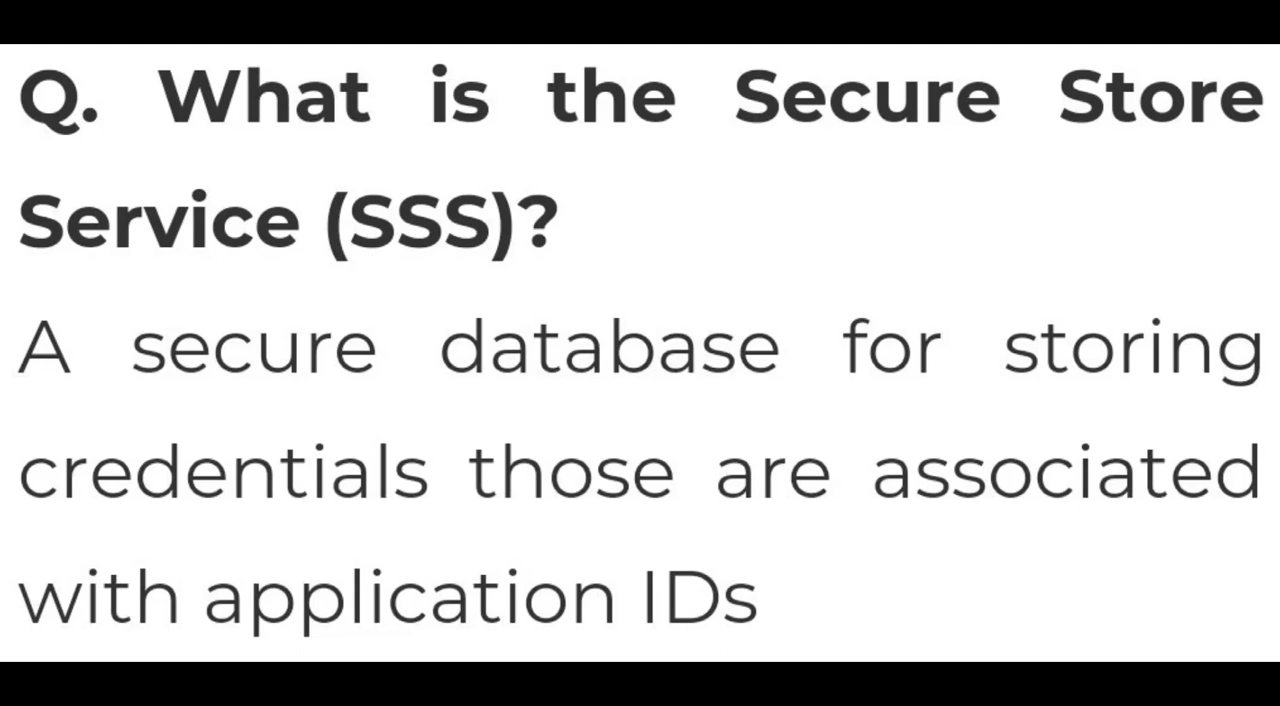 Q. What is the Secure Store
Service (SSS)?
A secure database for storing
credentials those are associated
with application IDs